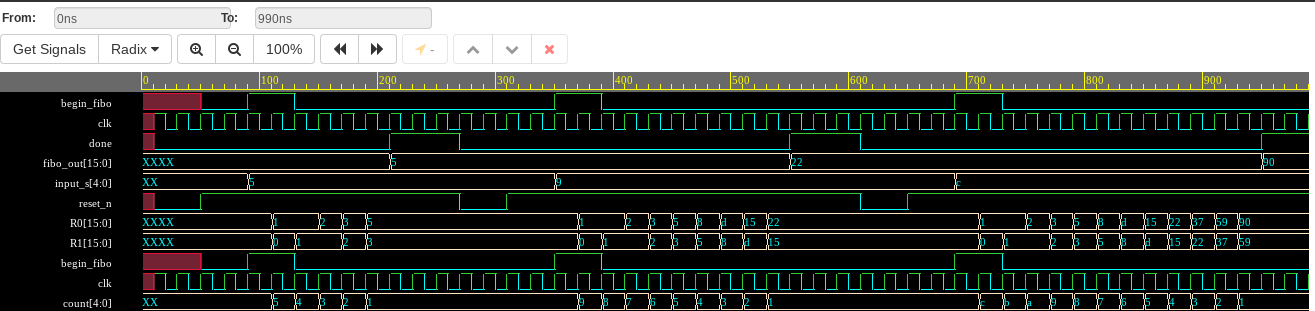 From: 0ns To: 990ns
Get Signals Radix 100% -
0 100 200 300 400 500 600 700 800 900
begin_fibo
clk
done
fibo_out[15:0] XXXX 5 22 90
input_s[4:0] XX 5 9 c
reset_n
R0[15:0] XXXX 1 2 3 5 1 2 3 5 8 d 15 22 1 2 3 5 8 d 15 22 37 59 90
R1[15:0] XXXX 0 1 2 3 0 1 2 3 5 8 d 15 0 1 2 3 5 8 d 15 22 37 59
begin_fibo
clk
count[4:0] XX 5 4 3 2 1 9 8 7 6 5 4 3 2 1 c b a 9 8 7 6 5 4 3 2 1